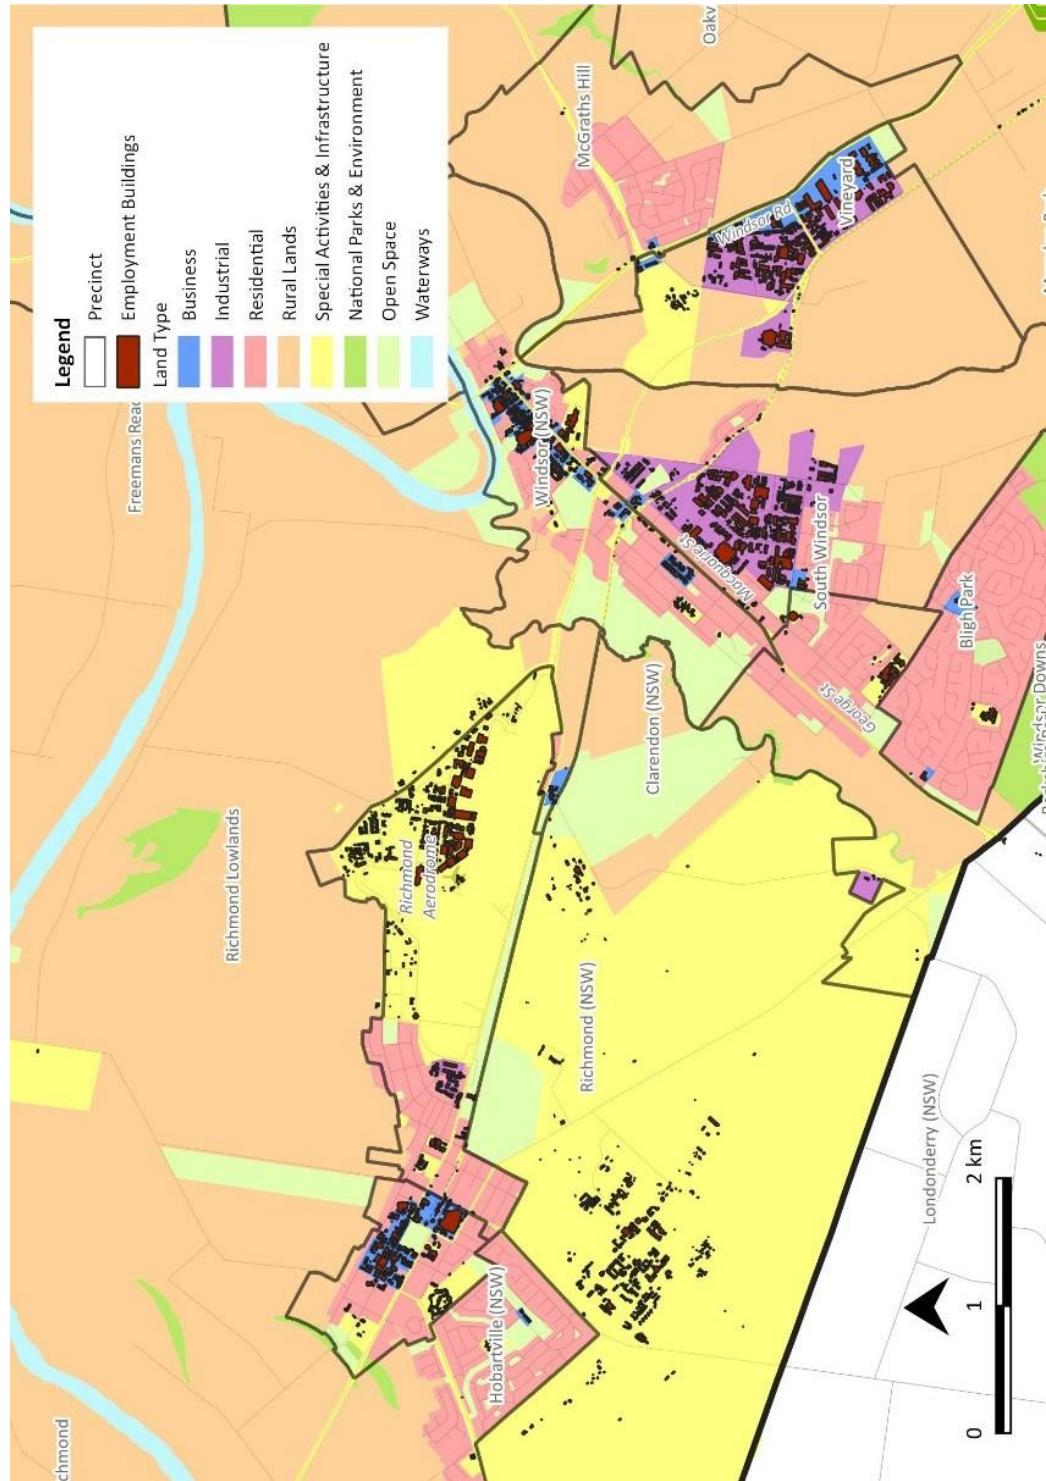 Legend
Precinct
Employment Buildings
Land Type
Business
Industrial
Residential
Rural Lands
Special Activities & Infrastructure
National Parks & Environment
Open Space
Waterways
chmond
Richmond Lowlands
Freemans Reac
Oakv
McGraths Hill
Windsor Rd
Vineyard
Windsor (NSW)
Macquarie St
South Windsor
George St
Bligh Park
Windsor Downs
Clarendon (NSW)
Richmond
Aerodrome
Richmond (NSW)
Hobartville (NSW)
Londonderry (NSW)
0
1
2 km